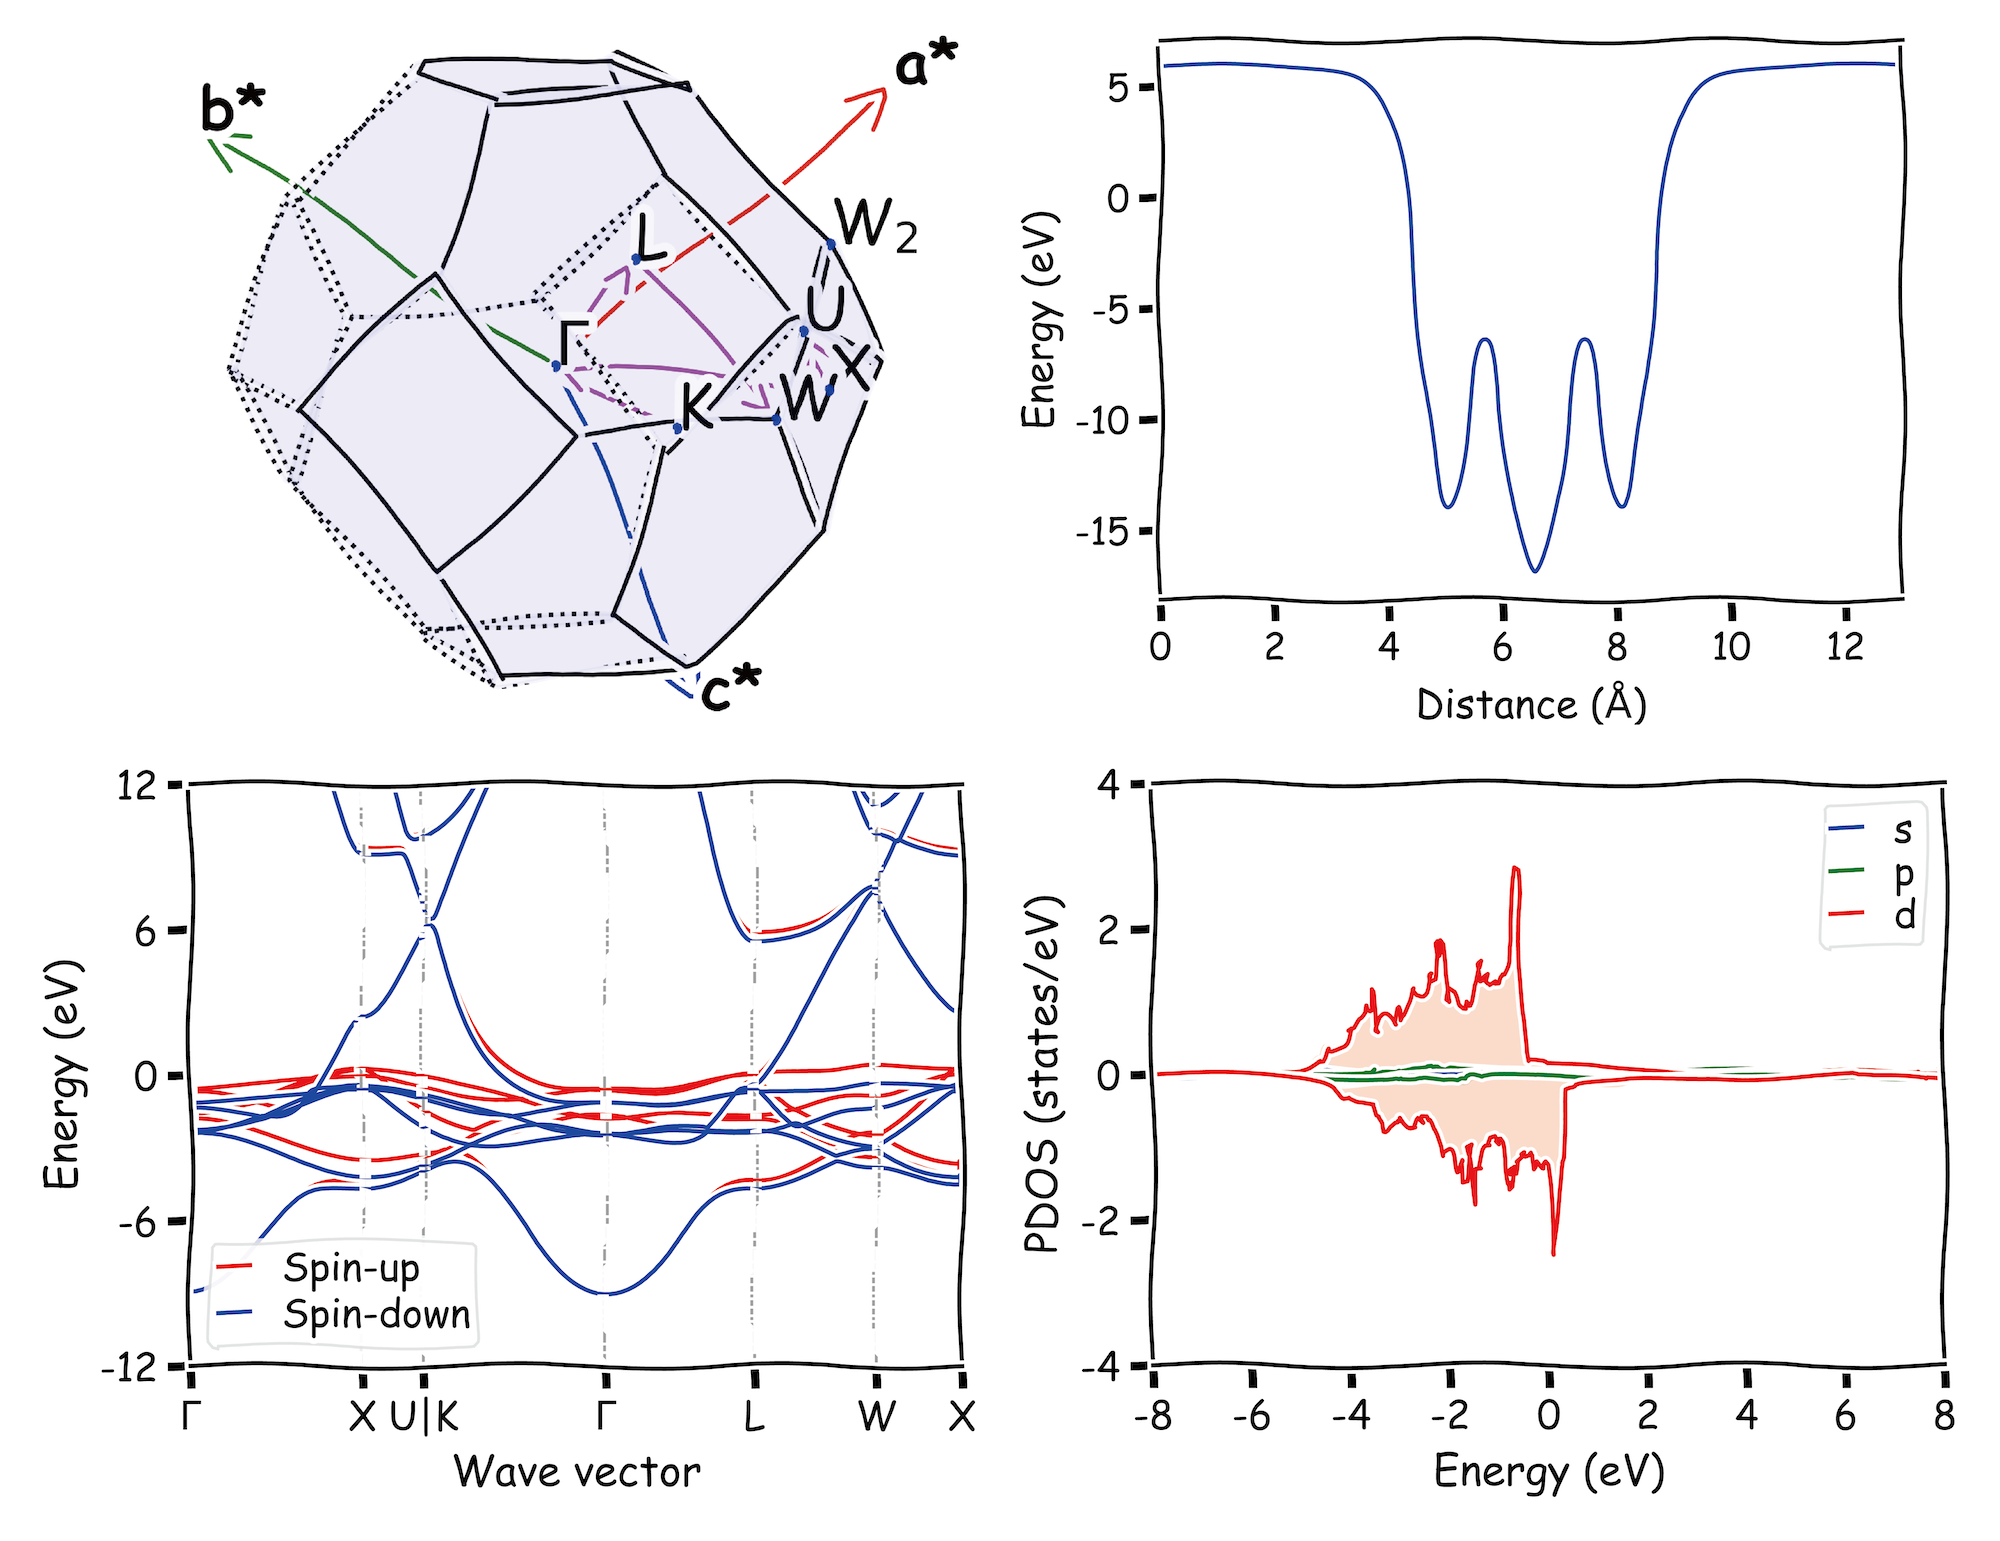 b*
a*
W₂
L
U
Γ
X
K
W
c*
5
0
-5
-10
-15
Energy (eV)
0 2 4 6 8 10 12
Distance (Å)
12
6
0
-6
-12
Energy (eV)
Spin-up
Spin-down
Γ X U|K Γ L W X
Wave vector
4
2
0
-2
-4
PDOS (states/eV)
s
p
d
-8 -6 -4 -2 0 2 4 6 8
Energy (eV)